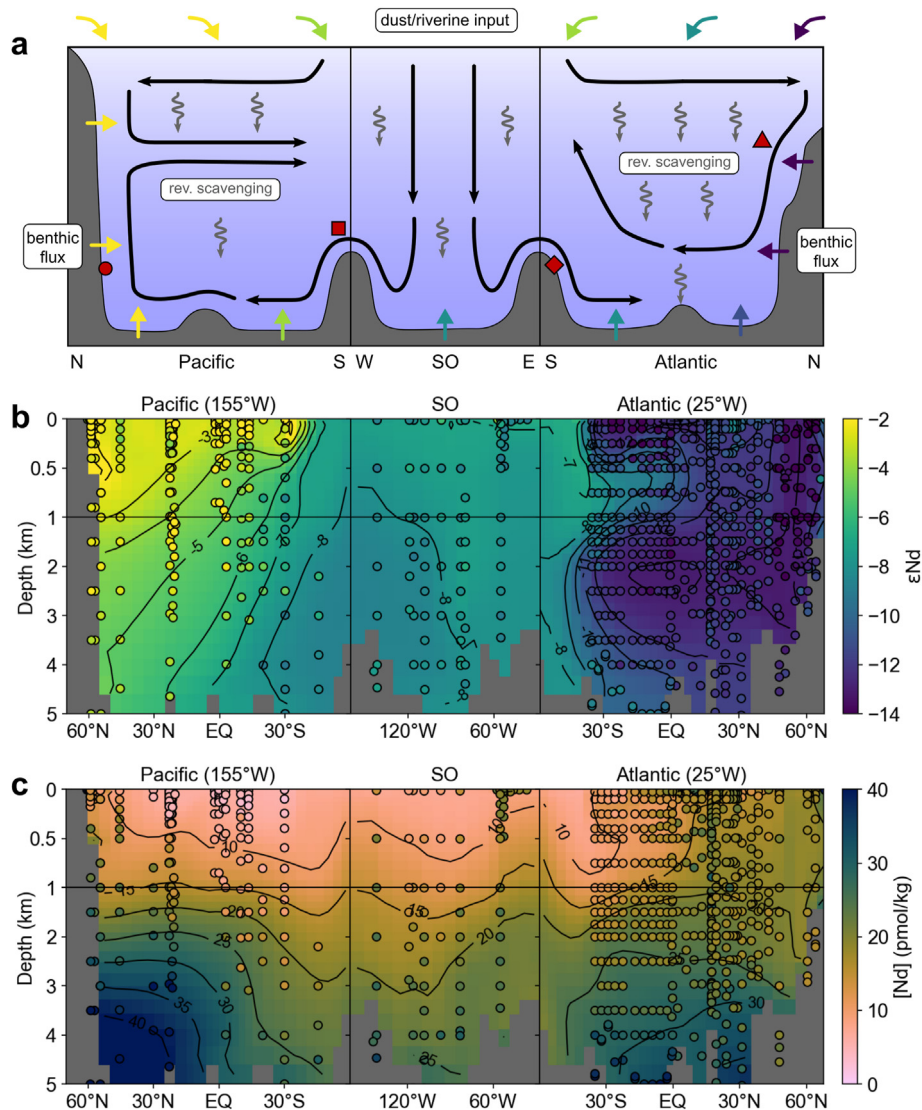 a
dust/riverine input
rev. scavenging
rev. scavenging
benthic
flux
benthic
flux
N Pacific S W SO E S Atlantic N
b
Pacific (155°W) SO Atlantic (25°W)
0
0.5
1
2
3
4
5
Depth (km)
-3
-5
-6
-7
-8
-8
-8
-7
-10
60°N 30°N EQ 30°S 120°W 60°W 30°S EQ 30°N 60°N
-2
-4
-6
-8
-10
-12
-14
εNd
c
Pacific (155°W) SO Atlantic (25°W)
0
0.5
1
2
3
4
5
Depth (km)
10
15
20
25
30
35
40
10
15
20
25
10
15
20
25
30
60°N 30°N EQ 30°S 120°W 60°W 30°S EQ 30°N 60°N
40
30
20
10
0
[Nd] (pmol/kg)